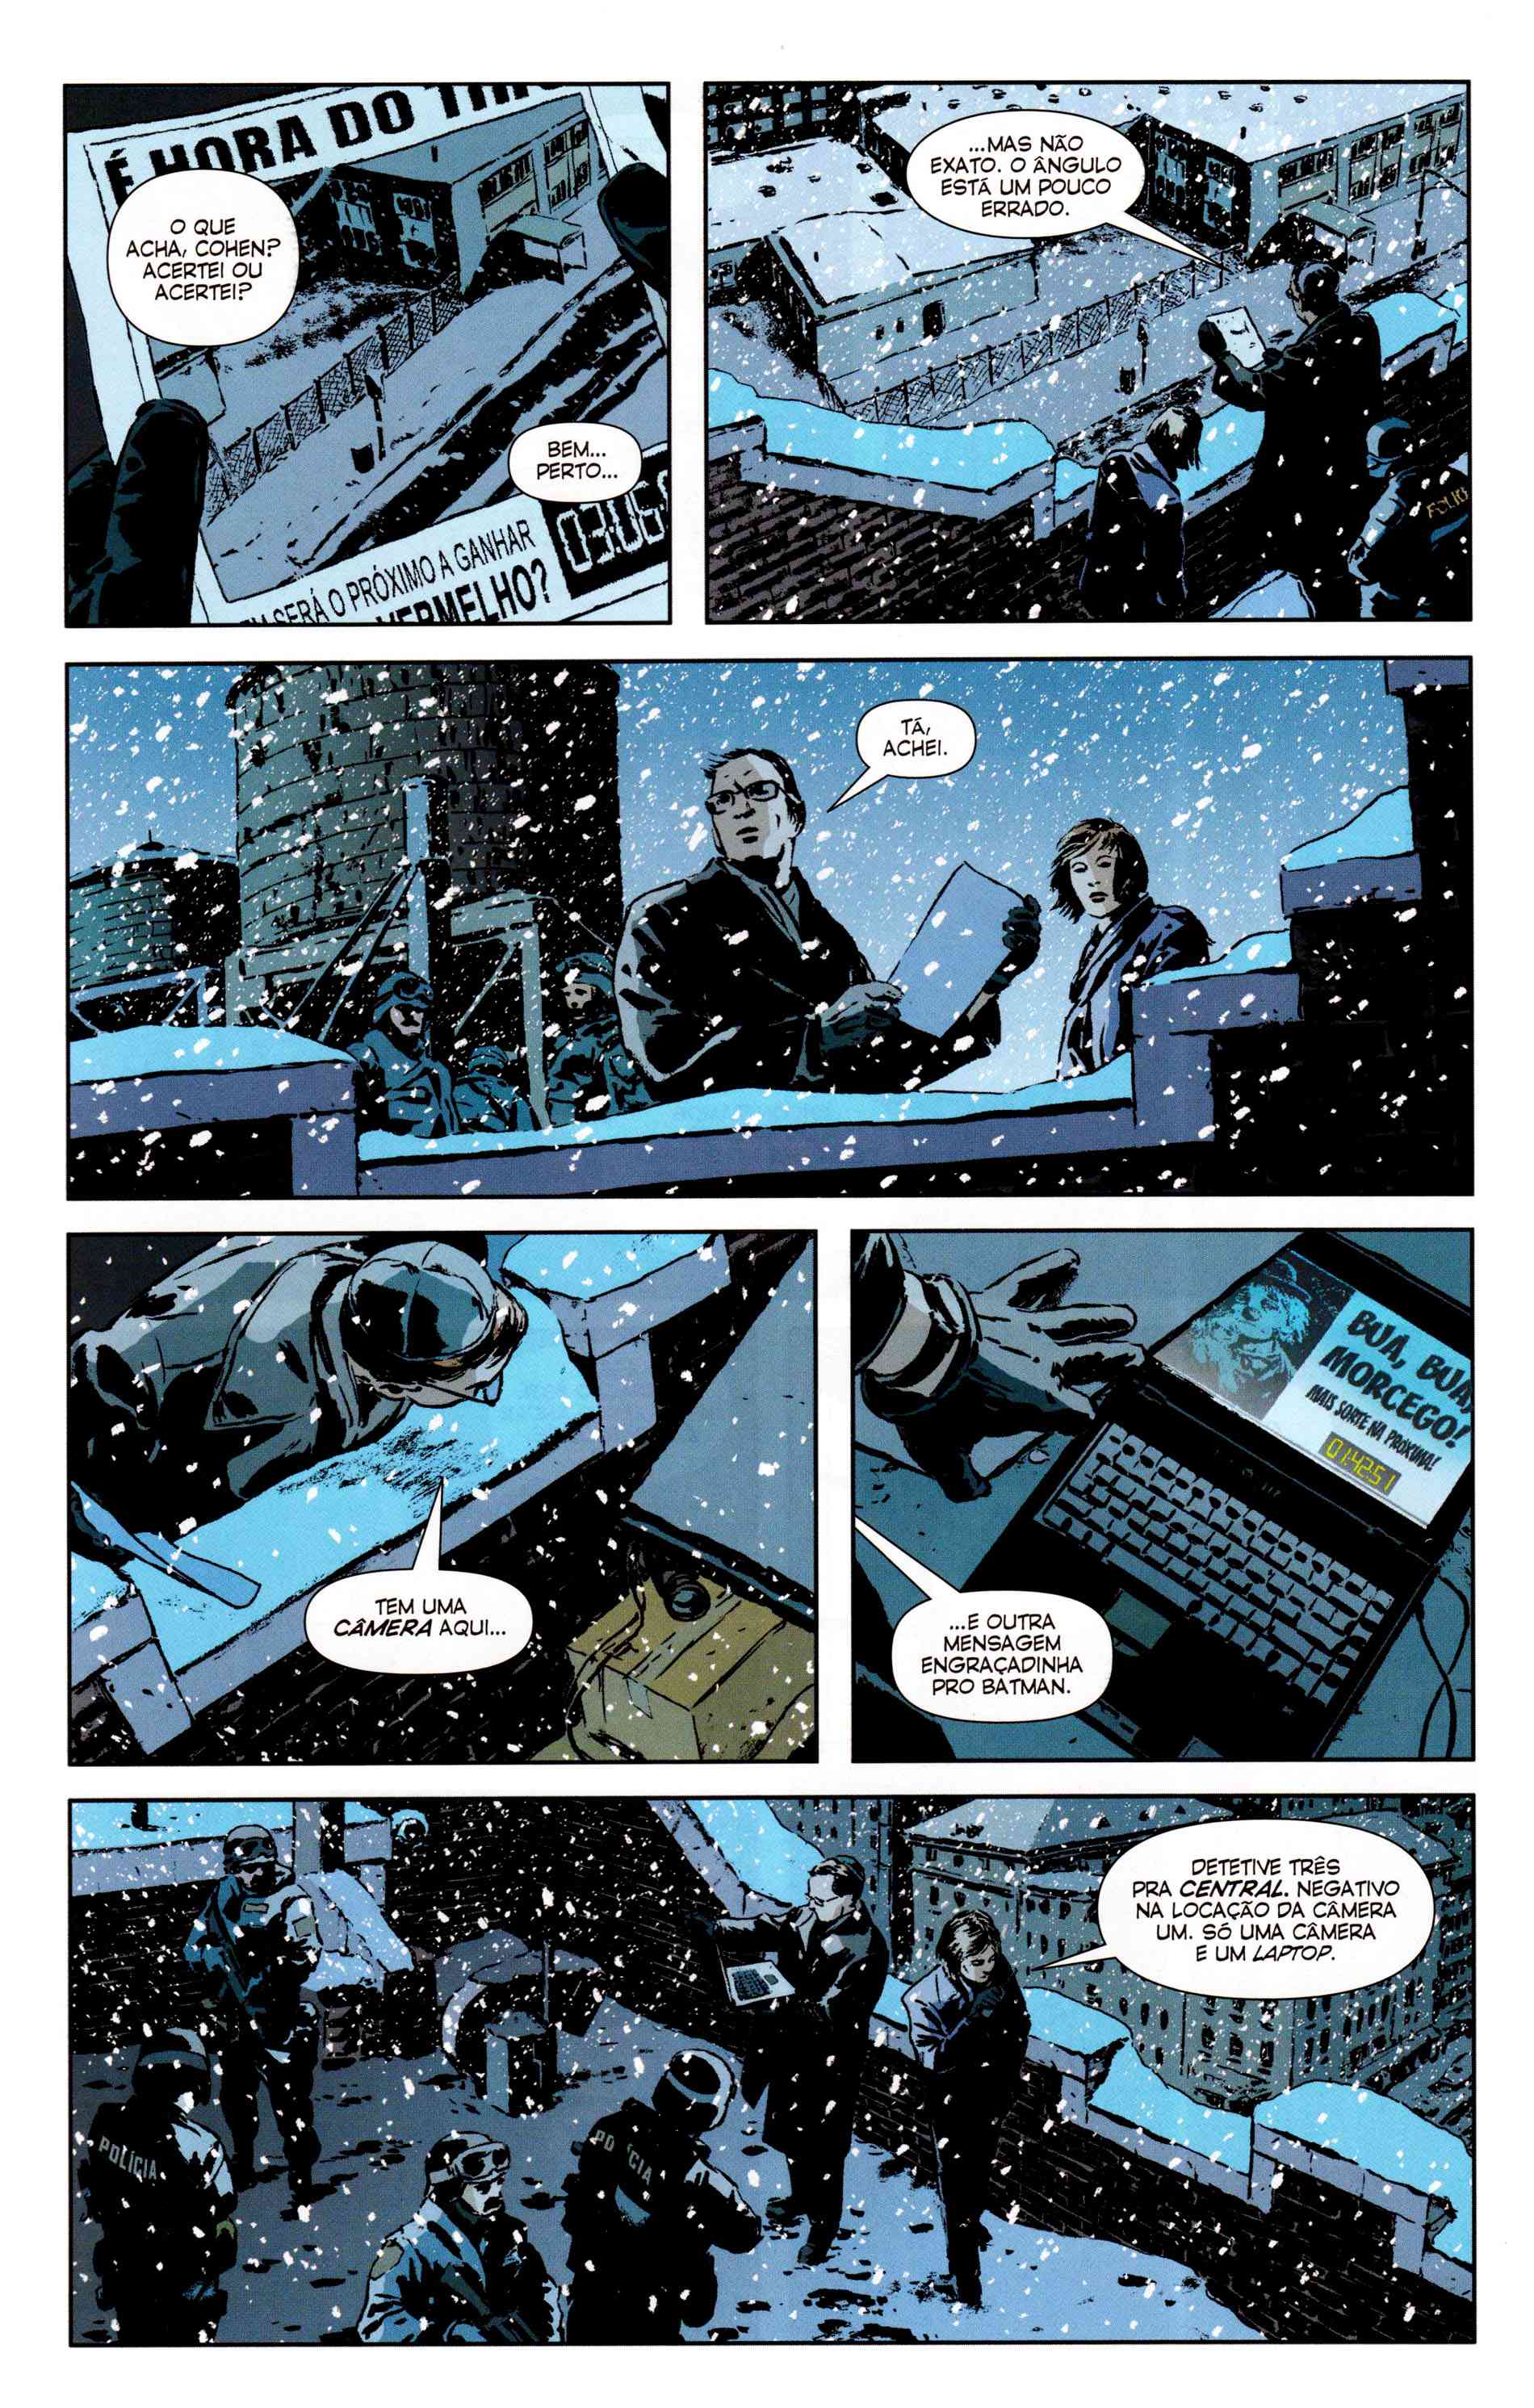 É HORA DO
O QUE
ACHA, COHEN?
ACERTEI OU
ACERTEI?
BEM...
PERTO...
SERÁ O PRÓXIMO A GANHAR
VERMELHO?
03:05
...MAS NÃO
EXATO. O ÂNGULO
ESTÁ UM POUCO
ERRADO.
TÁ,
ACHEI.
TEM UMA
CÂMERA AQUI...
BUA, BUA,
MORCEGO!
MAIS SORTE NA PRÓXIMA!
01:42:51
...E OUTRA
MENSAGEM
ENGRAÇADINHA
PRO BATMAN.
DETETIVE TRÊS
PRA CENTRAL. NEGATIVO
NA LOCAÇÃO DA CÂMERA
UM. SÓ UMA CÂMERA
E UM LAPTOP.
POLÍCIA
POLÍCIA